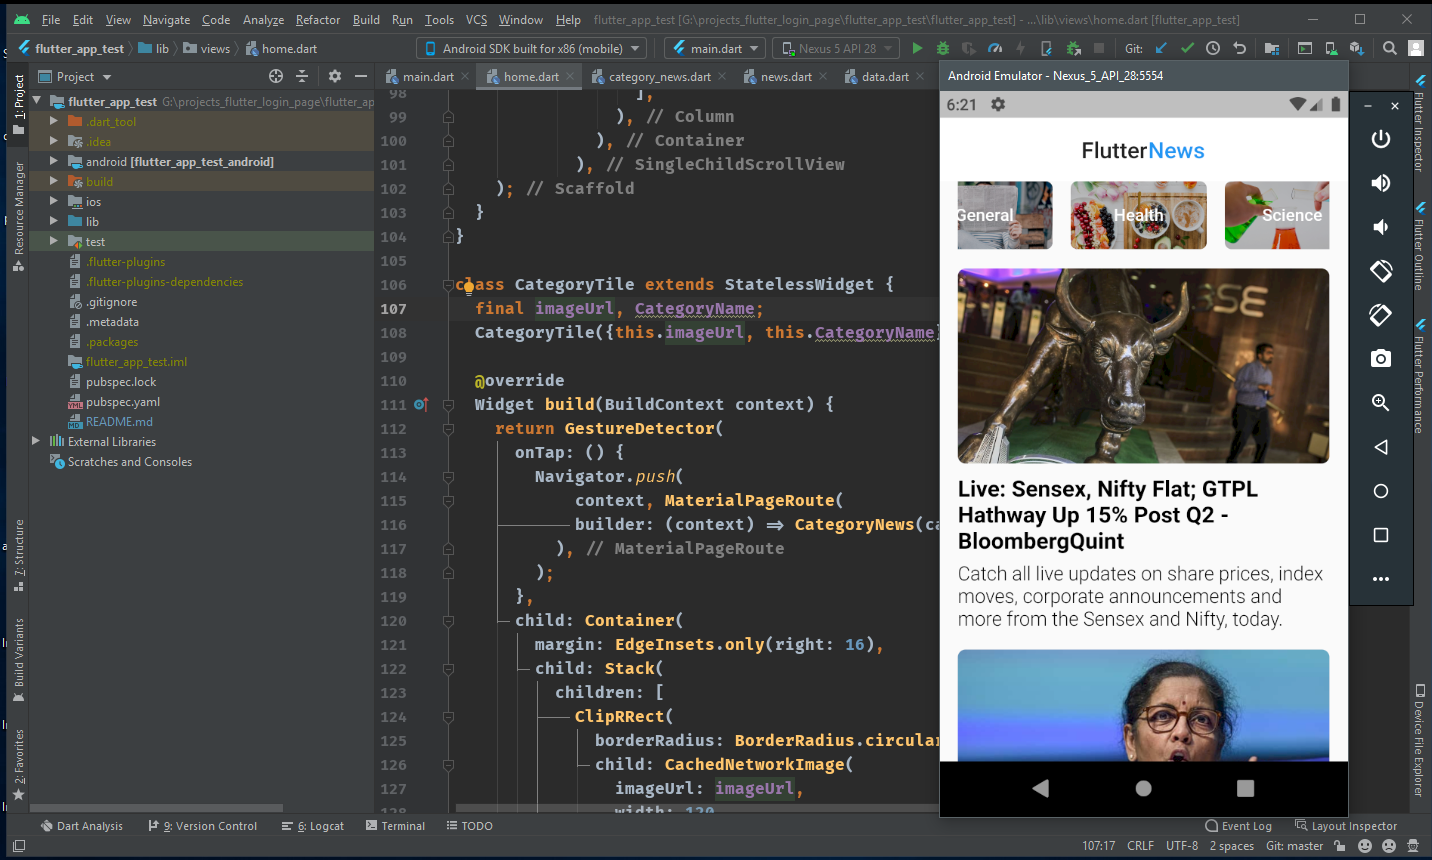 File Edit View Navigate Code Analyze Refactor Build Run Tools VCS Window Help flutter_app_test [G:\projects_flutter_login_page\flutter_app_test\flutter_app_test] - ...\lib\views\home.dart [flutter_app_test]
flutter_app_test lib views home.dart Android SDK built for x86 (mobile) main.dart Nexus 5 API 28 Git:
Project main.dart home.dart category_news.dart news.dart data.dart
flutter_app_test G:\projects_flutter_login_page\flutter_ap
.dart_tool
.idea
android [flutter_app_test_android]
build
ios
lib
test
.flutter-plugins
.flutter-plugins-dependencies
.gitignore
.metadata
.packages
flutter_app_test.iml
pubspec.lock
pubspec.yaml
README.md
External Libraries
Scratches and Consoles
1: Project
Resource Manager
7: Structure
Build Variants
2: Favorites
98 ],
99 ), // Column
100 ), // Container
101 ), // SingleChildScrollView
102 ); // Scaffold
103 }
104 }
105
106 class CategoryTile extends StatelessWidget {
107 final imageUrl, CategoryName;
108 CategoryTile({this.imageUrl, this.CategoryName}
109
110 @override
111 Widget build(BuildContext context) {
112 return GestureDetector(
113 onTap: () {
114 Navigator.push(
115 context, MaterialPageRoute(
116 builder: (context) => CategoryNews(ca
117 ), // MaterialPageRoute
118 );
119 },
120 child: Container(
121 margin: EdgeInsets.only(right: 16),
122 child: Stack(
123 children: [
124 ClipRRect(
125 borderRadius: BorderRadius.circular
126 child: CachedNetworkImage(
127 imageUrl: imageUrl,
128 width: 120
Android Emulator - Nexus_5_API_28:5554
6:21
FlutterNews
General Health Science
BSE
Live: Sensex, Nifty Flat; GTPL
Hathway Up 15% Post Q2 -
BloombergQuint
Catch all live updates on share prices, index
moves, corporate announcements and
more from the Sensex and Nifty, today.
Flutter Inspector
Flutter Outline
Flutter Performance
Device File Explorer
Dart Analysis 9: Version Control 6: Logcat Terminal TODO Event Log Layout Inspector
107:17 CRLF UTF-8 2 spaces Git: master